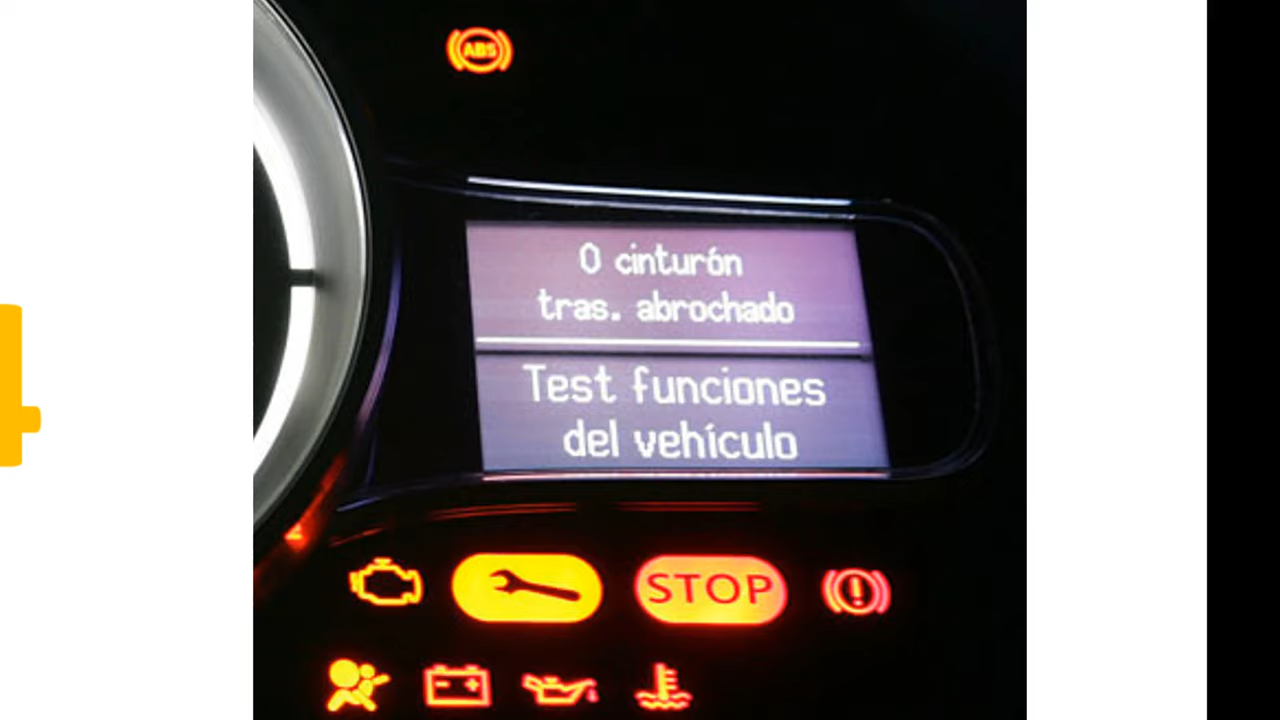 ABS
0 cinturón
tras. abrochado
Test funciones
del vehículo
STOP